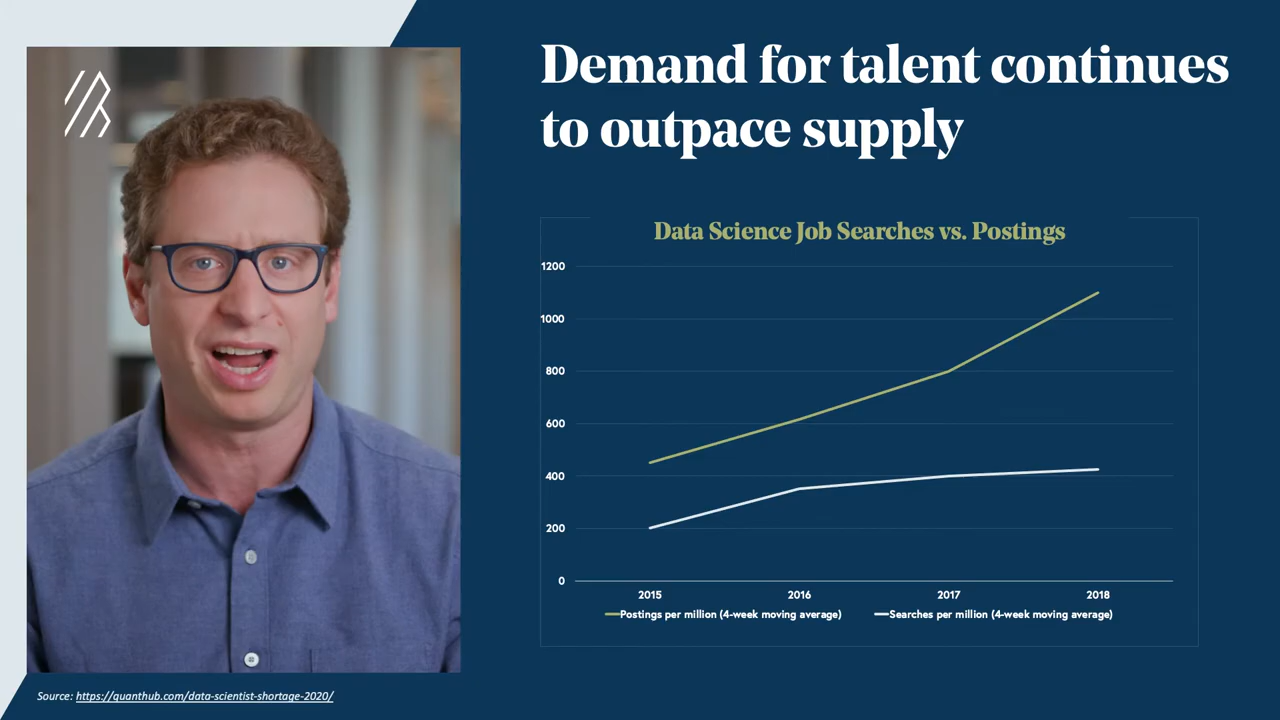 Demand for talent continues
to outpace supply
Data Science Job Searches vs. Postings
1200
1000
800
600
400
200
0
2015 2016 2017 2018
Postings per million (4-week moving average) Searches per million (4-week moving average)
Source: https://quanthub.com/data-scientist-shortage-2020/